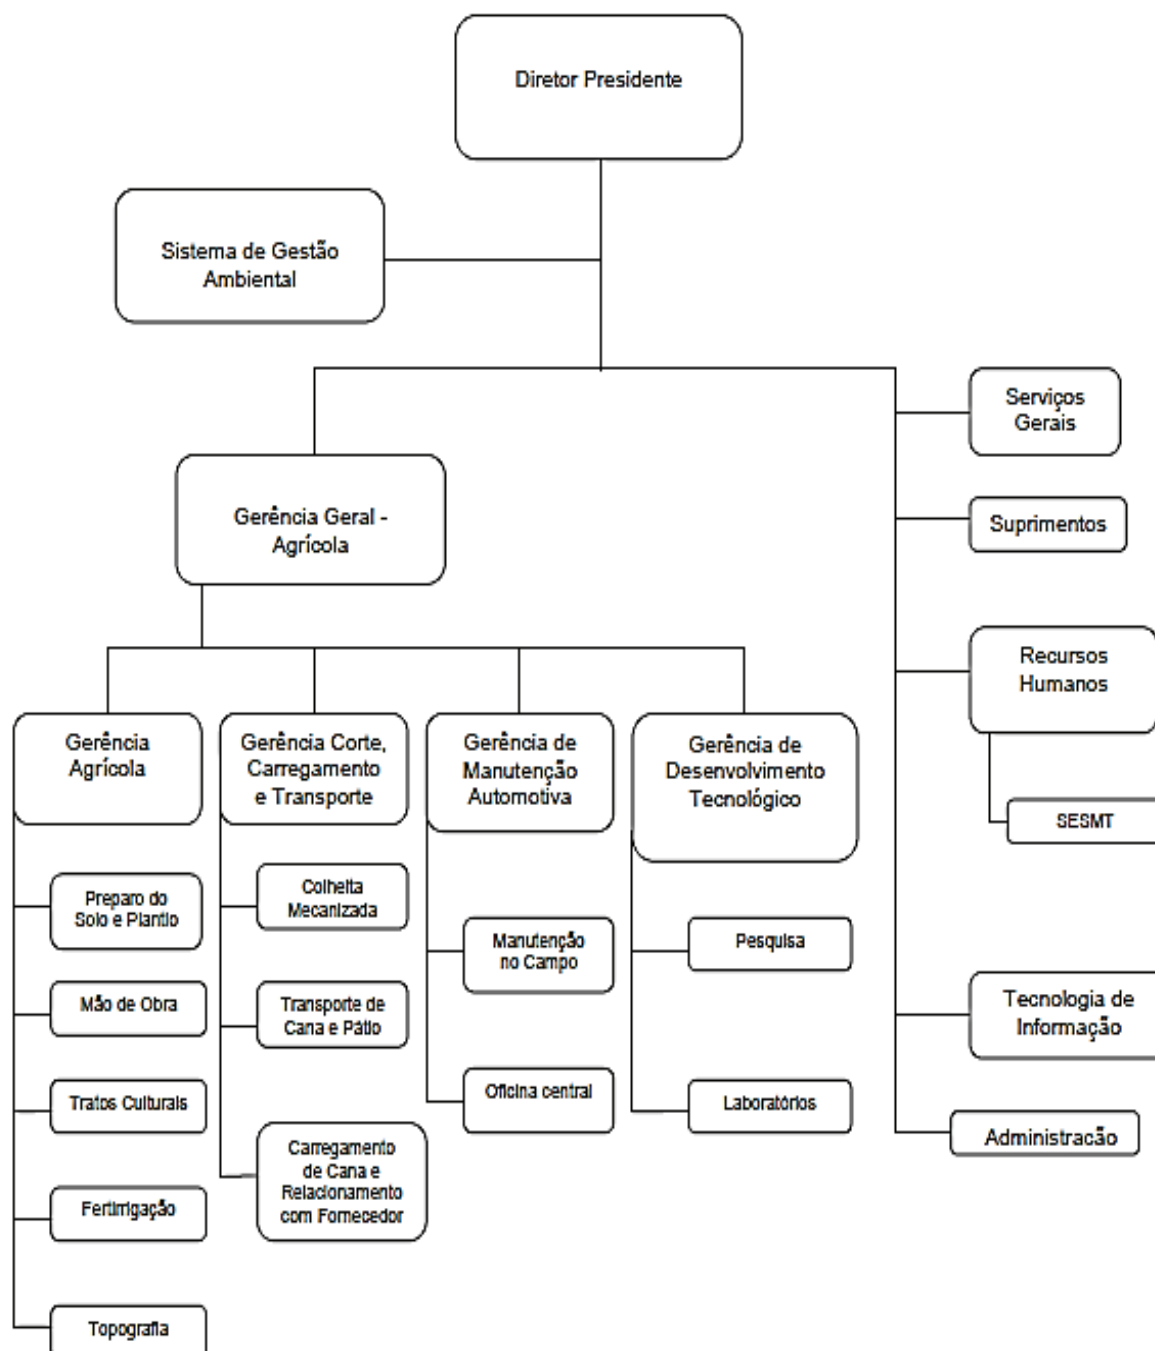 Diretor Presidente
Sistema de Gestão
Ambiental
Serviços
Gerais
Gerência Geral -
Agrícola
Suprimentos
Recursos
Humanos
SESMT
Gerência
Agrícola
Gerência Corte,
Carregamento
e Transporte
Gerência de
Manutenção
Automotiva
Gerência de
Desenvolvimento
Tecnológico
Preparo do
Solo e Plantio
Mão de Obra
Tratos Culturais
Fertirrigação
Topografia
Colheita
Mecanizada
Transporte de
Cana e Pátio
Carregamento
de Cana e
Relacionamento
com Fornecedor
Manutenção
no Campo
Oficina central
Pesquisa
Laboratórios
Tecnologia de
Informação
Administracão